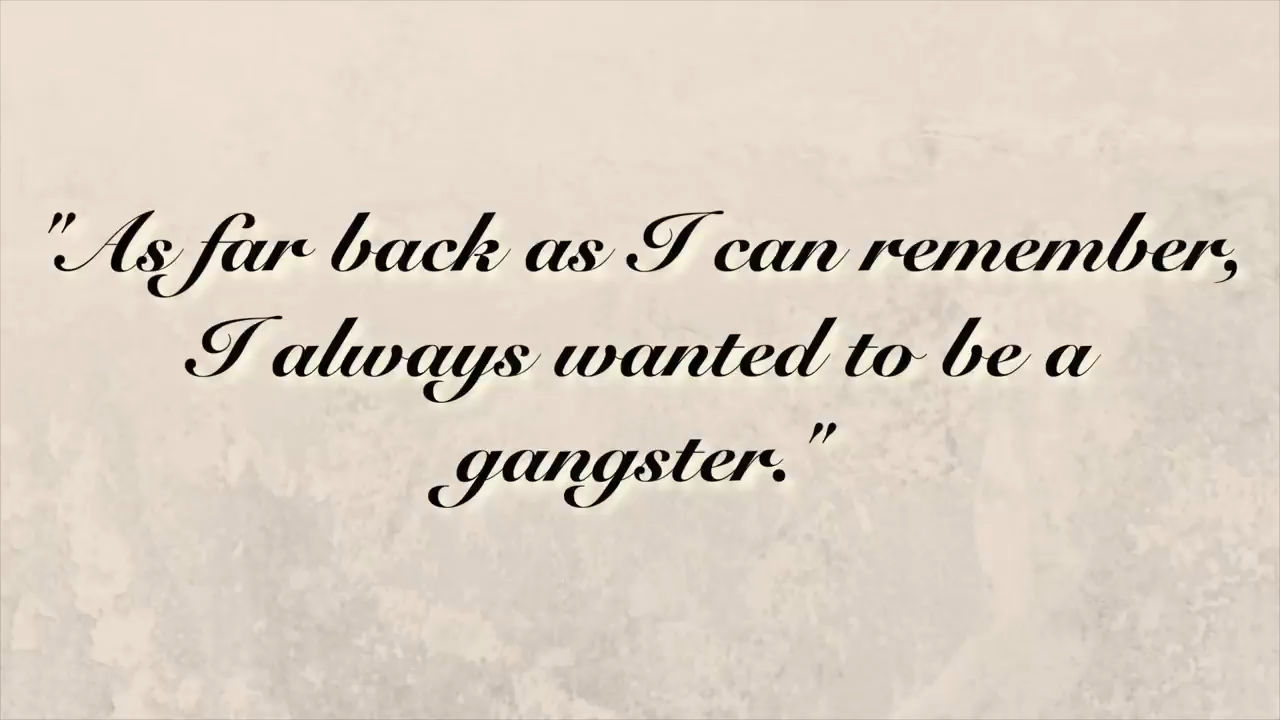 "As far back as I can remember,
I always wanted to be a
gangster."